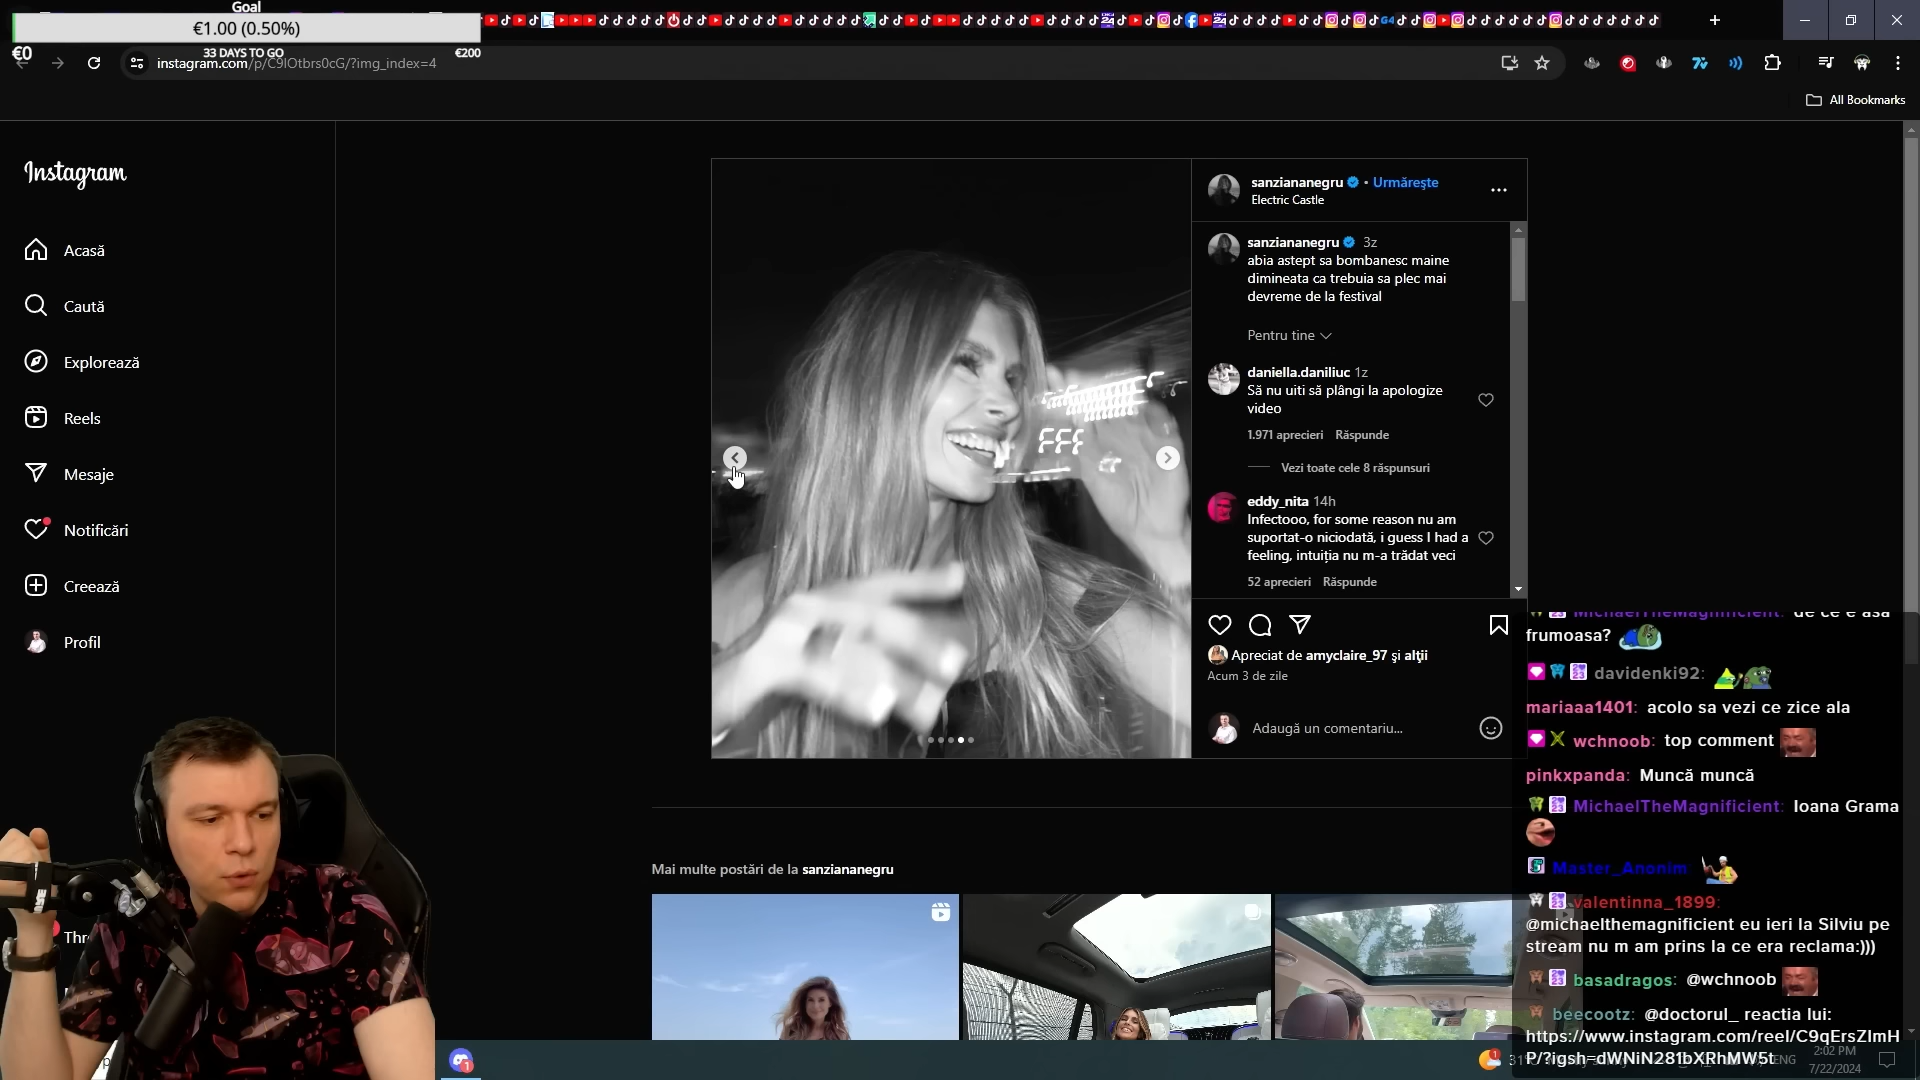 Goal
€1.00 (0.50%)
€0
33 DAYS TO GO
€200
instagram.com/p/C9lOtbrs0cG/?img_index=4
All Bookmarks
Instagram
Acasă
Caută
Explorează
Reels
Mesaje
Notificări
Creează
Profil
sanziananegru • Urmărește
Electric Castle
sanziananegru 3z
abia astept sa bombanesc maine
dimineata ca trebuia sa plec mai
devreme de la festival
Pentru tine
daniella.daniliuc 1z
Să nu uiti să plângi la apologize
video
1.971 aprecieri Răspunde
Vezi toate cele 8 răspunsuri
eddy_nita 14h
Infectooo, for some reason nu am
suportat-o niciodată, i guess I had a
feeling, intuiția nu m-a trădat veci
52 aprecieri Răspunde
Apreciat de amyclaire_97 și alții
Acum 3 de zile
Adaugă un comentariu...
Mai multe postări de la sanziananegru
MichaelTheMagnificient: de ce e asa
frumoasa?
davidenki92:
mariaaa1401: acolo sa vezi ce zice ala
wchnoob: top comment
pinkxpanda: Muncă muncă
MichaelTheMagnificient: Ioana Grama
Master_Anonim:
valentinna_1899:
@michaelthemagnificient eu ieri la Silviu pe
stream nu m am prins la ce era reclama:)))
basadragos: @wchnoob
beecootz: @doctorul_ reactia lui:
https://www.instagram.com/reel/C9qErsZImH
P/?igsh=dWNiN281bXRhMW5t
Thr
31°
ENG
2:02 PM
7/22/2024